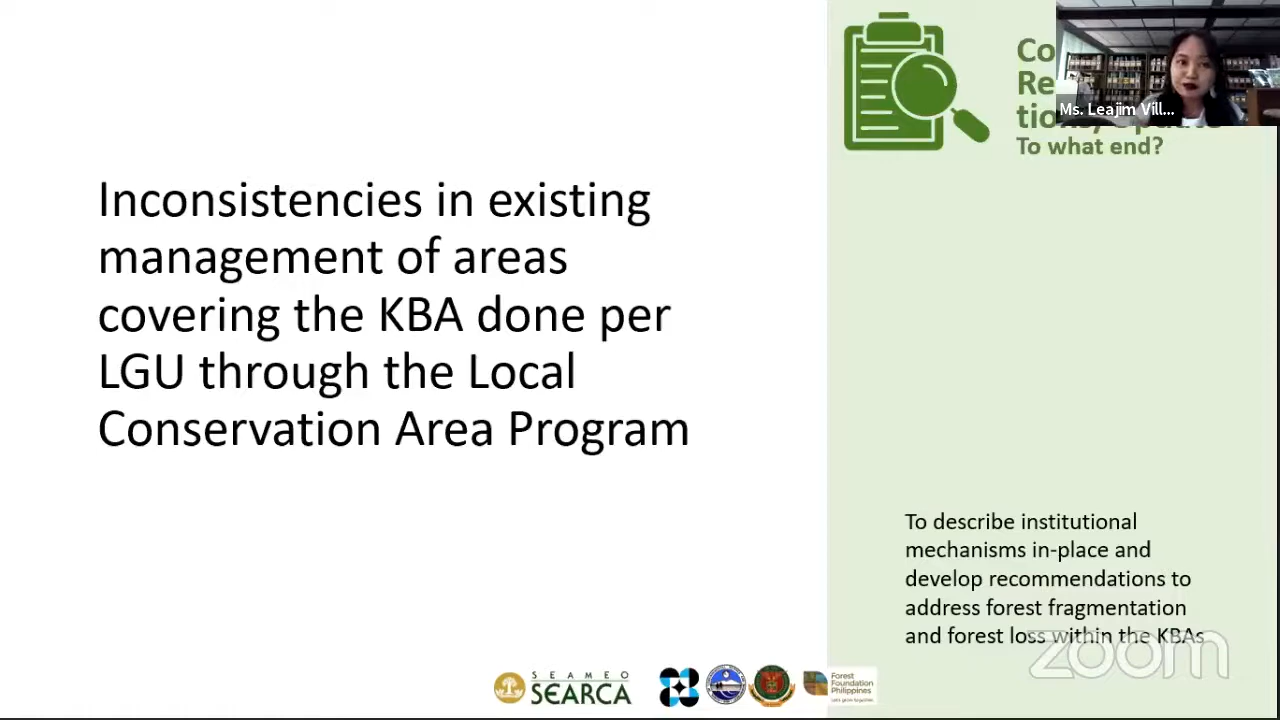 Inconsistencies in existing
management of areas
covering the KBA done per
LGU through the Local
Conservation Area Program
Co
Re
To what end?
Ms. Leajim Vill...
To describe institutional
mechanisms in-place and
develop recommendations to
address forest fragmentation
and forest loss within the KBAs
zoom
SEAMEO
SEARCA
Forest
Foundation
Philippines